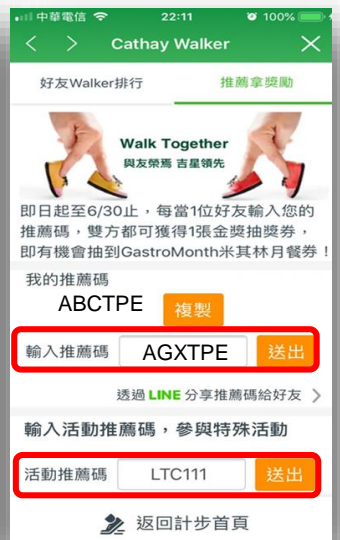 中華電信 22:11 100%
Cathay Walker
好友Walker排行 推薦拿獎勵
Walk Together
與友榮焉 吉星領先
即日起至6/30止，每當1位好友輸入您的
推薦碼，雙方都可獲得1張金獎抽獎券，
即有機會抽到GastroMonth米其林月餐券！
我的推薦碼
ABCTPE 複製
輸入推薦碼 AGXTPE 送出
透過 LINE 分享推薦碼給好友
輸入活動推薦碼，參與特殊活動
活動推薦碼 LTC111 送出
返回計步首頁